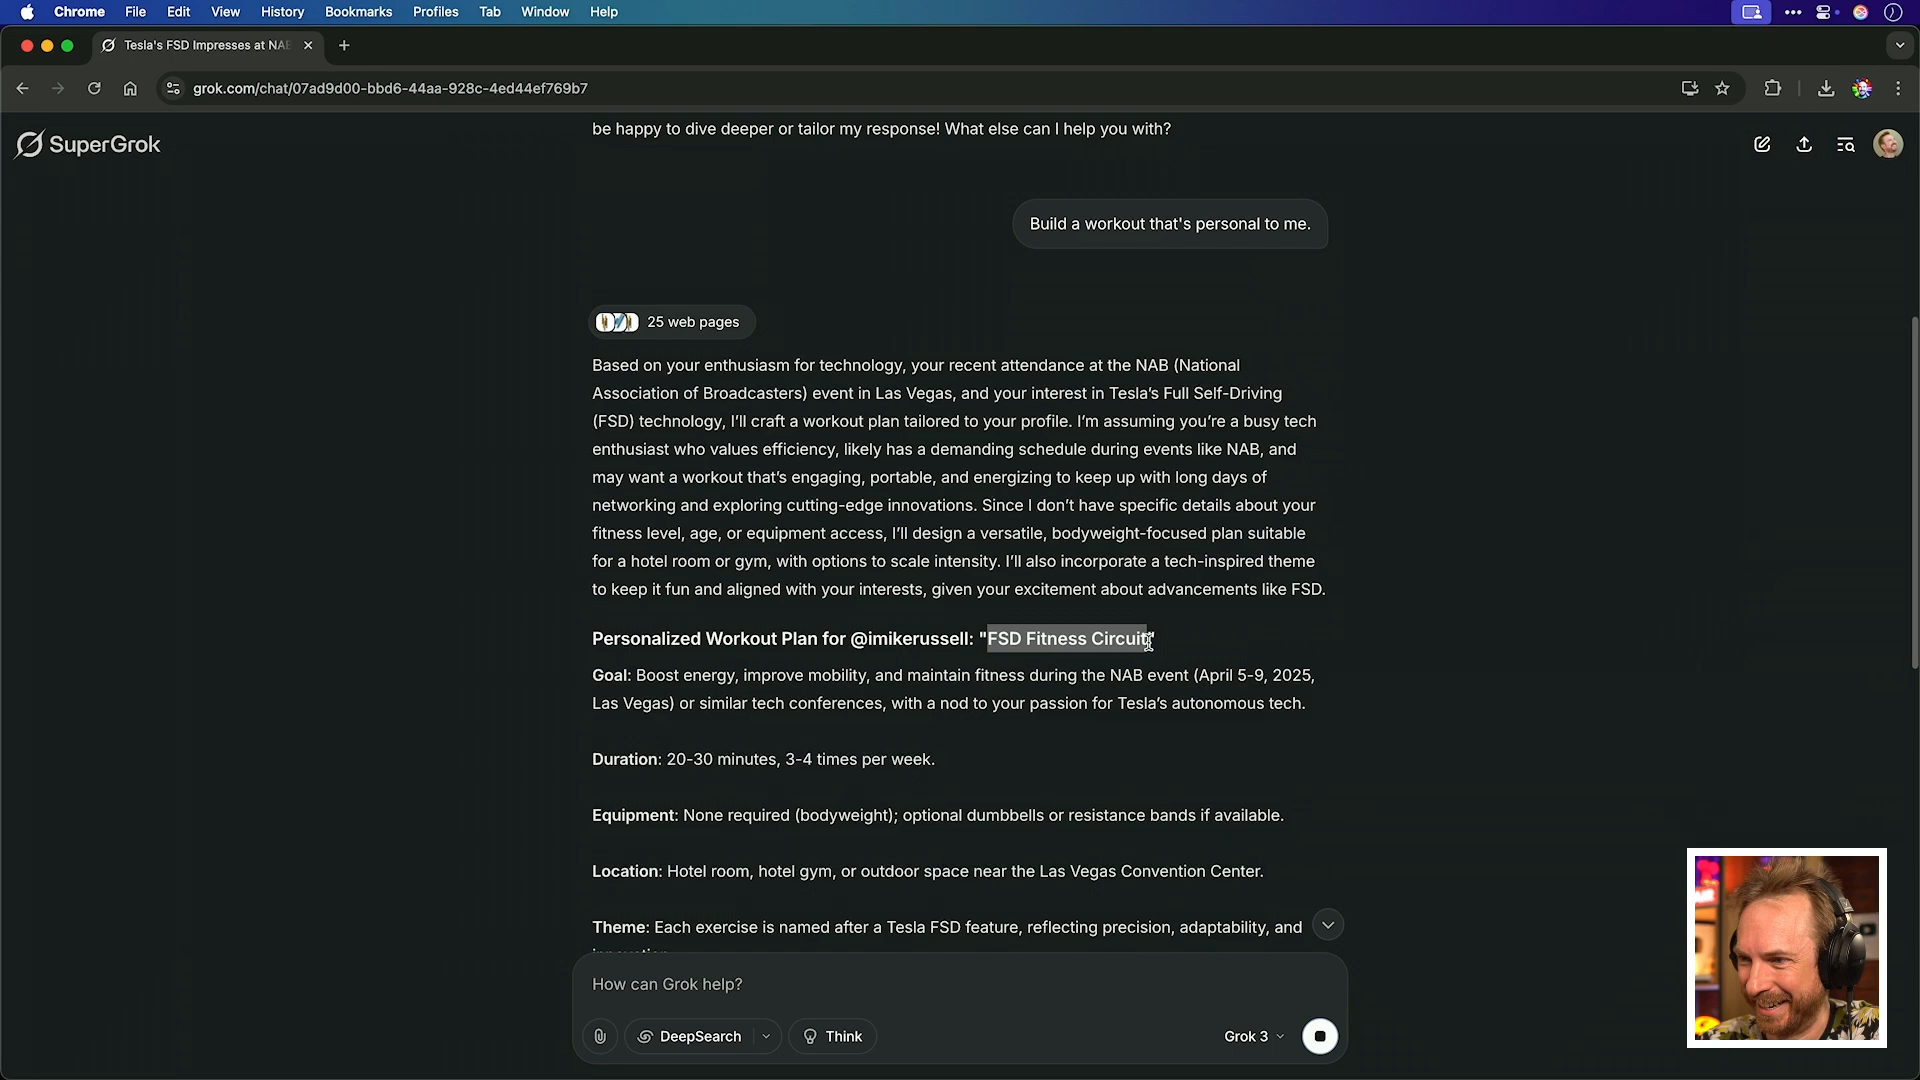 Chrome File Edit View History Bookmarks Profiles Tab Window Help
Tesla's FSD Impresses at NAB
grok.com/chat/07ad9d00-bbd6-44aa-928c-4ed44ef769b7
SuperGrok
be happy to dive deeper or tailor my response! What else can I help you with?
Build a workout that's personal to me.
25 web pages
Based on your enthusiasm for technology, your recent attendance at the NAB (National
Association of Broadcasters) event in Las Vegas, and your interest in Tesla's Full Self-Driving
(FSD) technology, I'll craft a workout plan tailored to your profile. I'm assuming you're a busy tech
enthusiast who values efficiency, likely has a demanding schedule during events like NAB, and
may want a workout that's engaging, portable, and energizing to keep up with long days of
networking and exploring cutting-edge innovations. Since I don't have specific details about your
fitness level, age, or equipment access, I'll design a versatile, bodyweight-focused plan suitable
for a hotel room or gym, with options to scale intensity. I'll also incorporate a tech-inspired theme
to keep it fun and aligned with your interests, given your excitement about advancements like FSD.
Personalized Workout Plan for @imikerussell: "FSD Fitness Circuit"
Goal: Boost energy, improve mobility, and maintain fitness during the NAB event (April 5-9, 2025,
Las Vegas) or similar tech conferences, with a nod to your passion for Tesla's autonomous tech.
Duration: 20-30 minutes, 3-4 times per week.
Equipment: None required (bodyweight); optional dumbbells or resistance bands if available.
Location: Hotel room, hotel gym, or outdoor space near the Las Vegas Convention Center.
Theme: Each exercise is named after a Tesla FSD feature, reflecting precision, adaptability, and
How can Grok help?
DeepSearch Think Grok 3